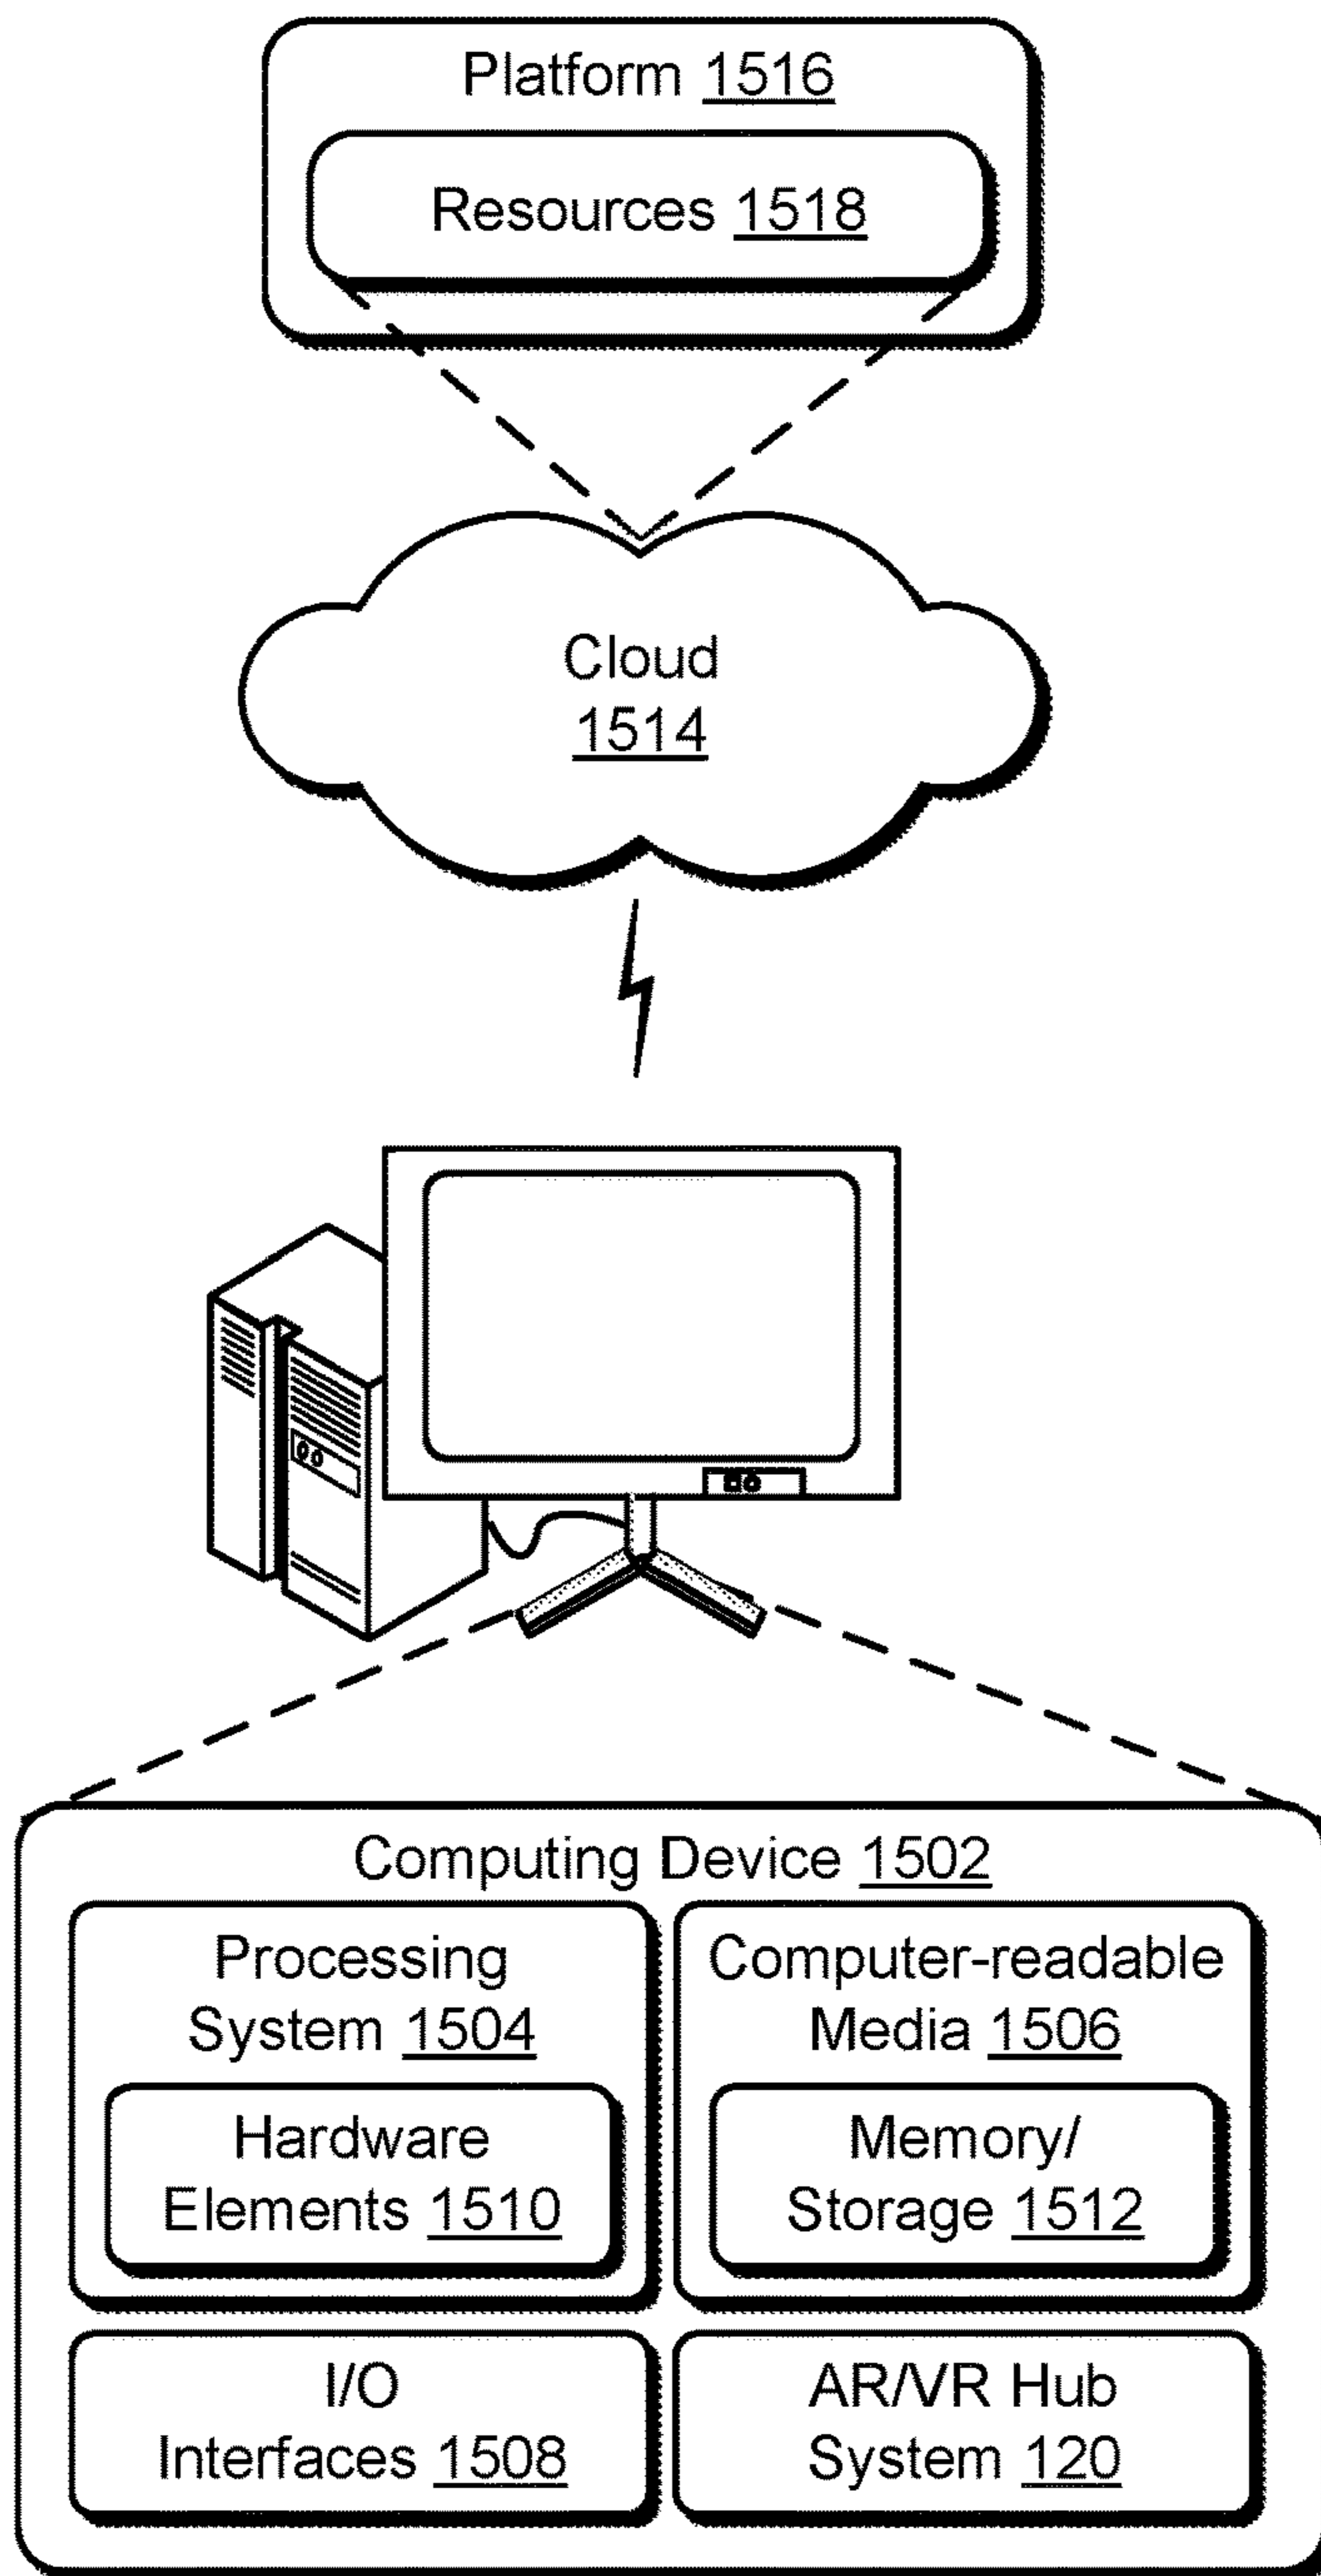 Platform 1516
Resources 1518
Cloud
1514
Computing Device 1502
Processing
System 1504
Hardware
Elements 1510
Computer-readable
Media 1506
Memory/
Storage 1512
I/O
Interfaces 1508
AR/VR Hub
System 120